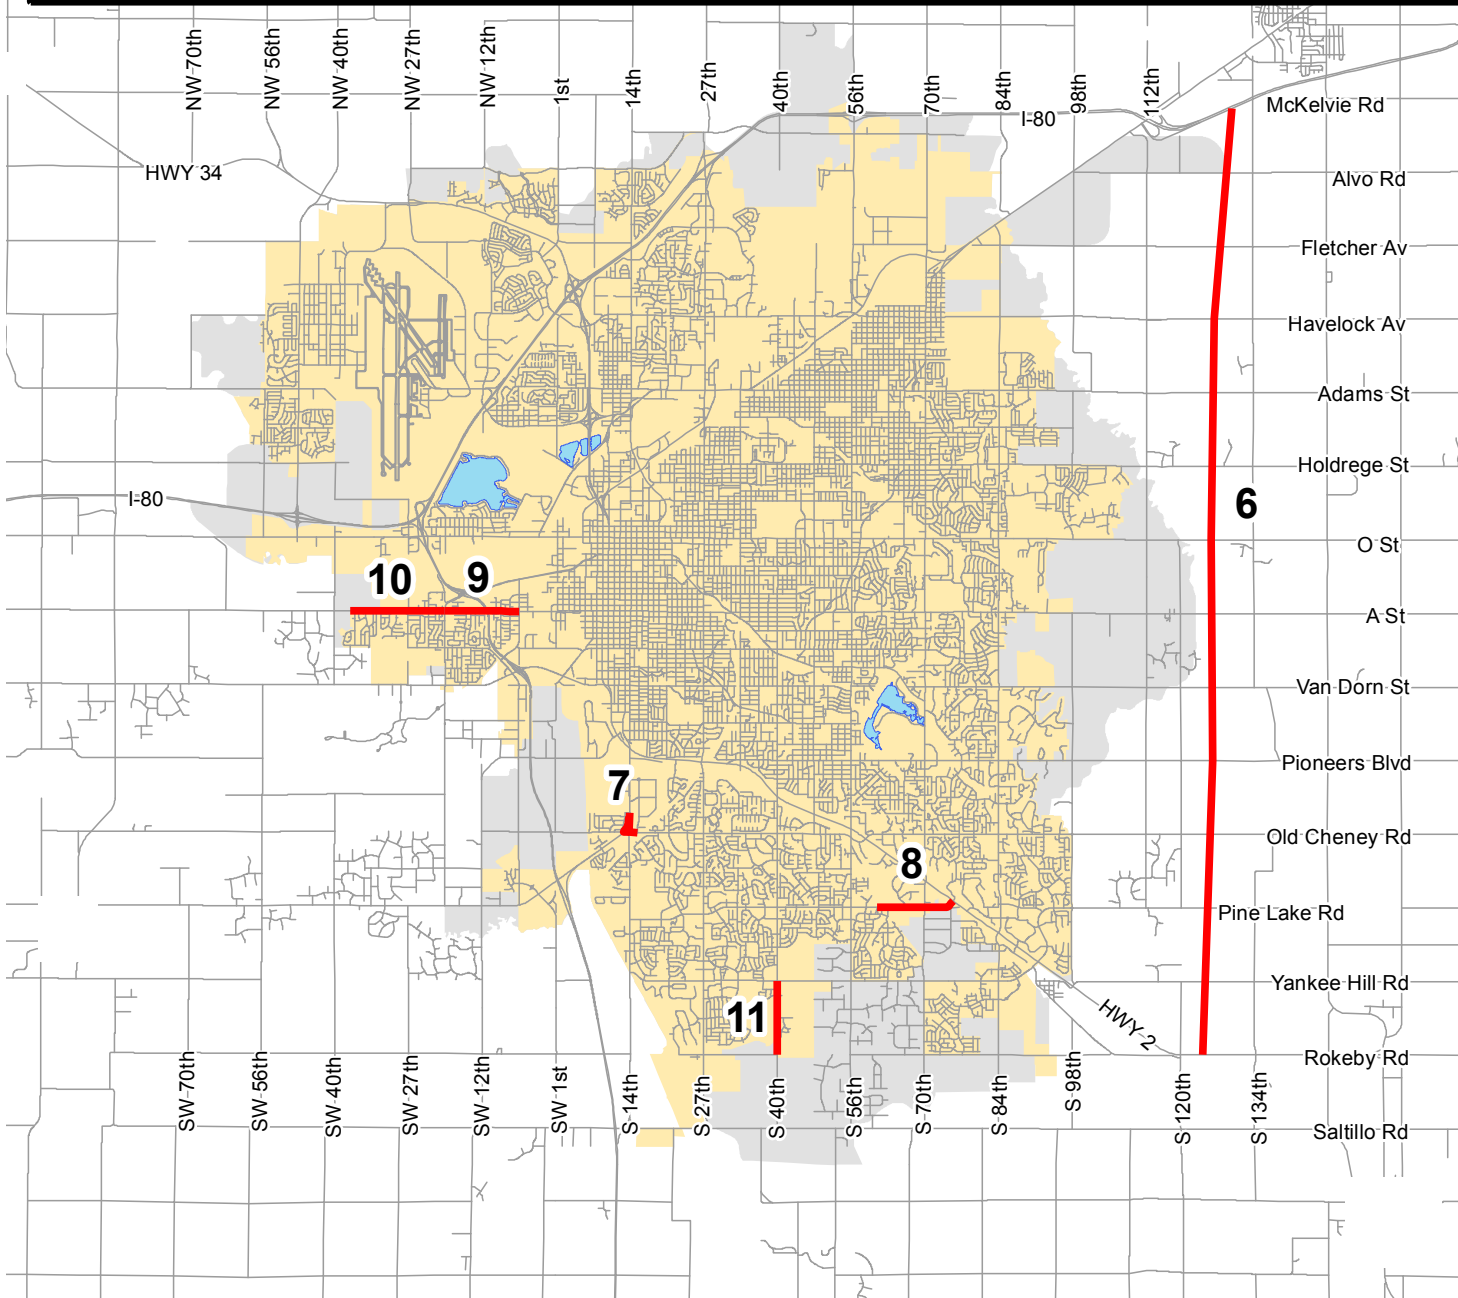 NW 70th
NW 56th
NW 40th
NW 27th
NW 12th
1st
14th
27th
40th
56th
70th
84th
98th
112th
McKelvie Rd
I-80
HWY 34
Alvo Rd
Fletcher Av
Havelock Av
Adams St
Holdrege St
I-80
6
O St
10
9
A St
Van Dorn St
Pioneers Blvd
7
Old Cheney Rd
8
Pine Lake Rd
Yankee Hill Rd
11
HWY 2
Rokeby Rd
SW 70th
SW 56th
SW 40th
SW 27th
SW 12th
SW 1st
S 14th
S 27th
S 40th
S 56th
S 70th
S 84th
S 98th
S 120th
S 134th
Saltillo Rd